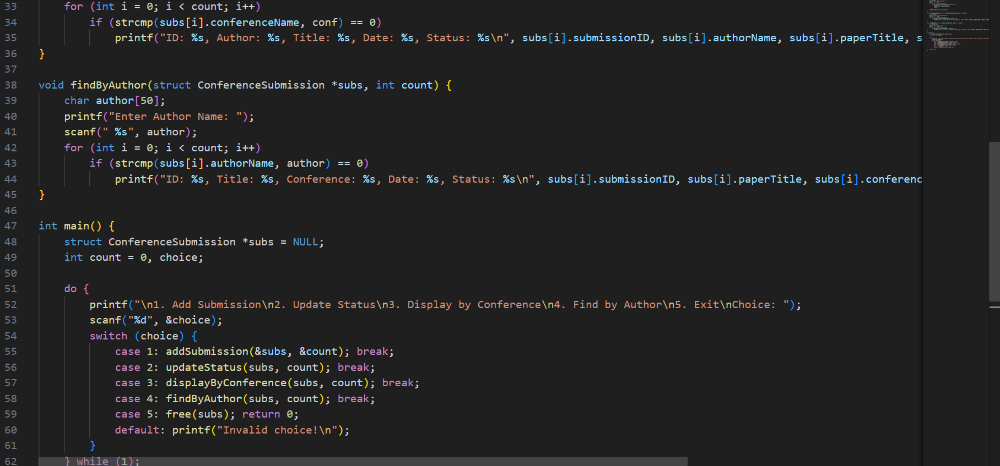 33 for (int i = 0; i < count; i++)
34 if (strcmp(subs[i].conferenceName, conf) == 0)
35 printf("ID: %s, Author: %s, Title: %s, Date: %s, Status: %s\n", subs[i].submissionID, subs[i].authorName, subs[i].paperTitle, s
36 }
37
38 void findByAuthor(struct ConferenceSubmission *subs, int count) {
39 char author[50];
40 printf("Enter Author Name: ");
41 scanf(" %s", author);
42 for (int i = 0; i < count; i++)
43 if (strcmp(subs[i].authorName, author) == 0)
44 printf("ID: %s, Title: %s, Conference: %s, Date: %s, Status: %s\n", subs[i].submissionID, subs[i].paperTitle, subs[i].conferenc
45 }
46
47 int main() {
48 struct ConferenceSubmission *subs = NULL;
49 int count = 0, choice;
50
51 do {
52 printf("\n1. Add Submission\n2. Update Status\n3. Display by Conference\n4. Find by Author\n5. Exit\nChoice: ");
53 scanf("%d", &choice);
54 switch (choice) {
55 case 1: addSubmission(&subs, &count); break;
56 case 2: updateStatus(subs, count); break;
57 case 3: displayByConference(subs, count); break;
58 case 4: findByAuthor(subs, count); break;
59 case 5: free(subs); return 0;
60 default: printf("Invalid choice!\n");
61 }
62 } while (1);